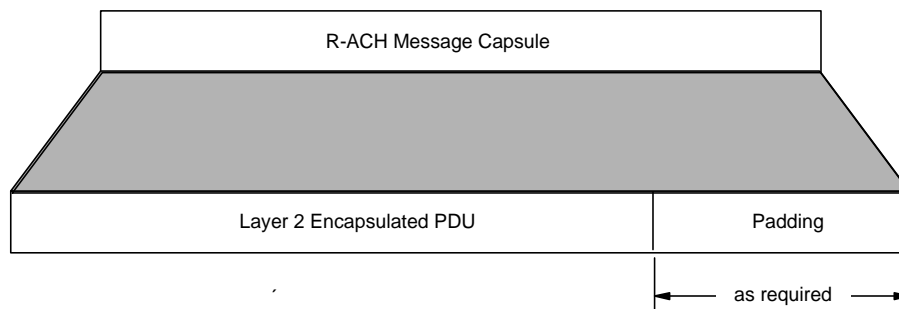 R-ACH Message Capsule
Layer 2 Encapsulated PDU
Padding
as required